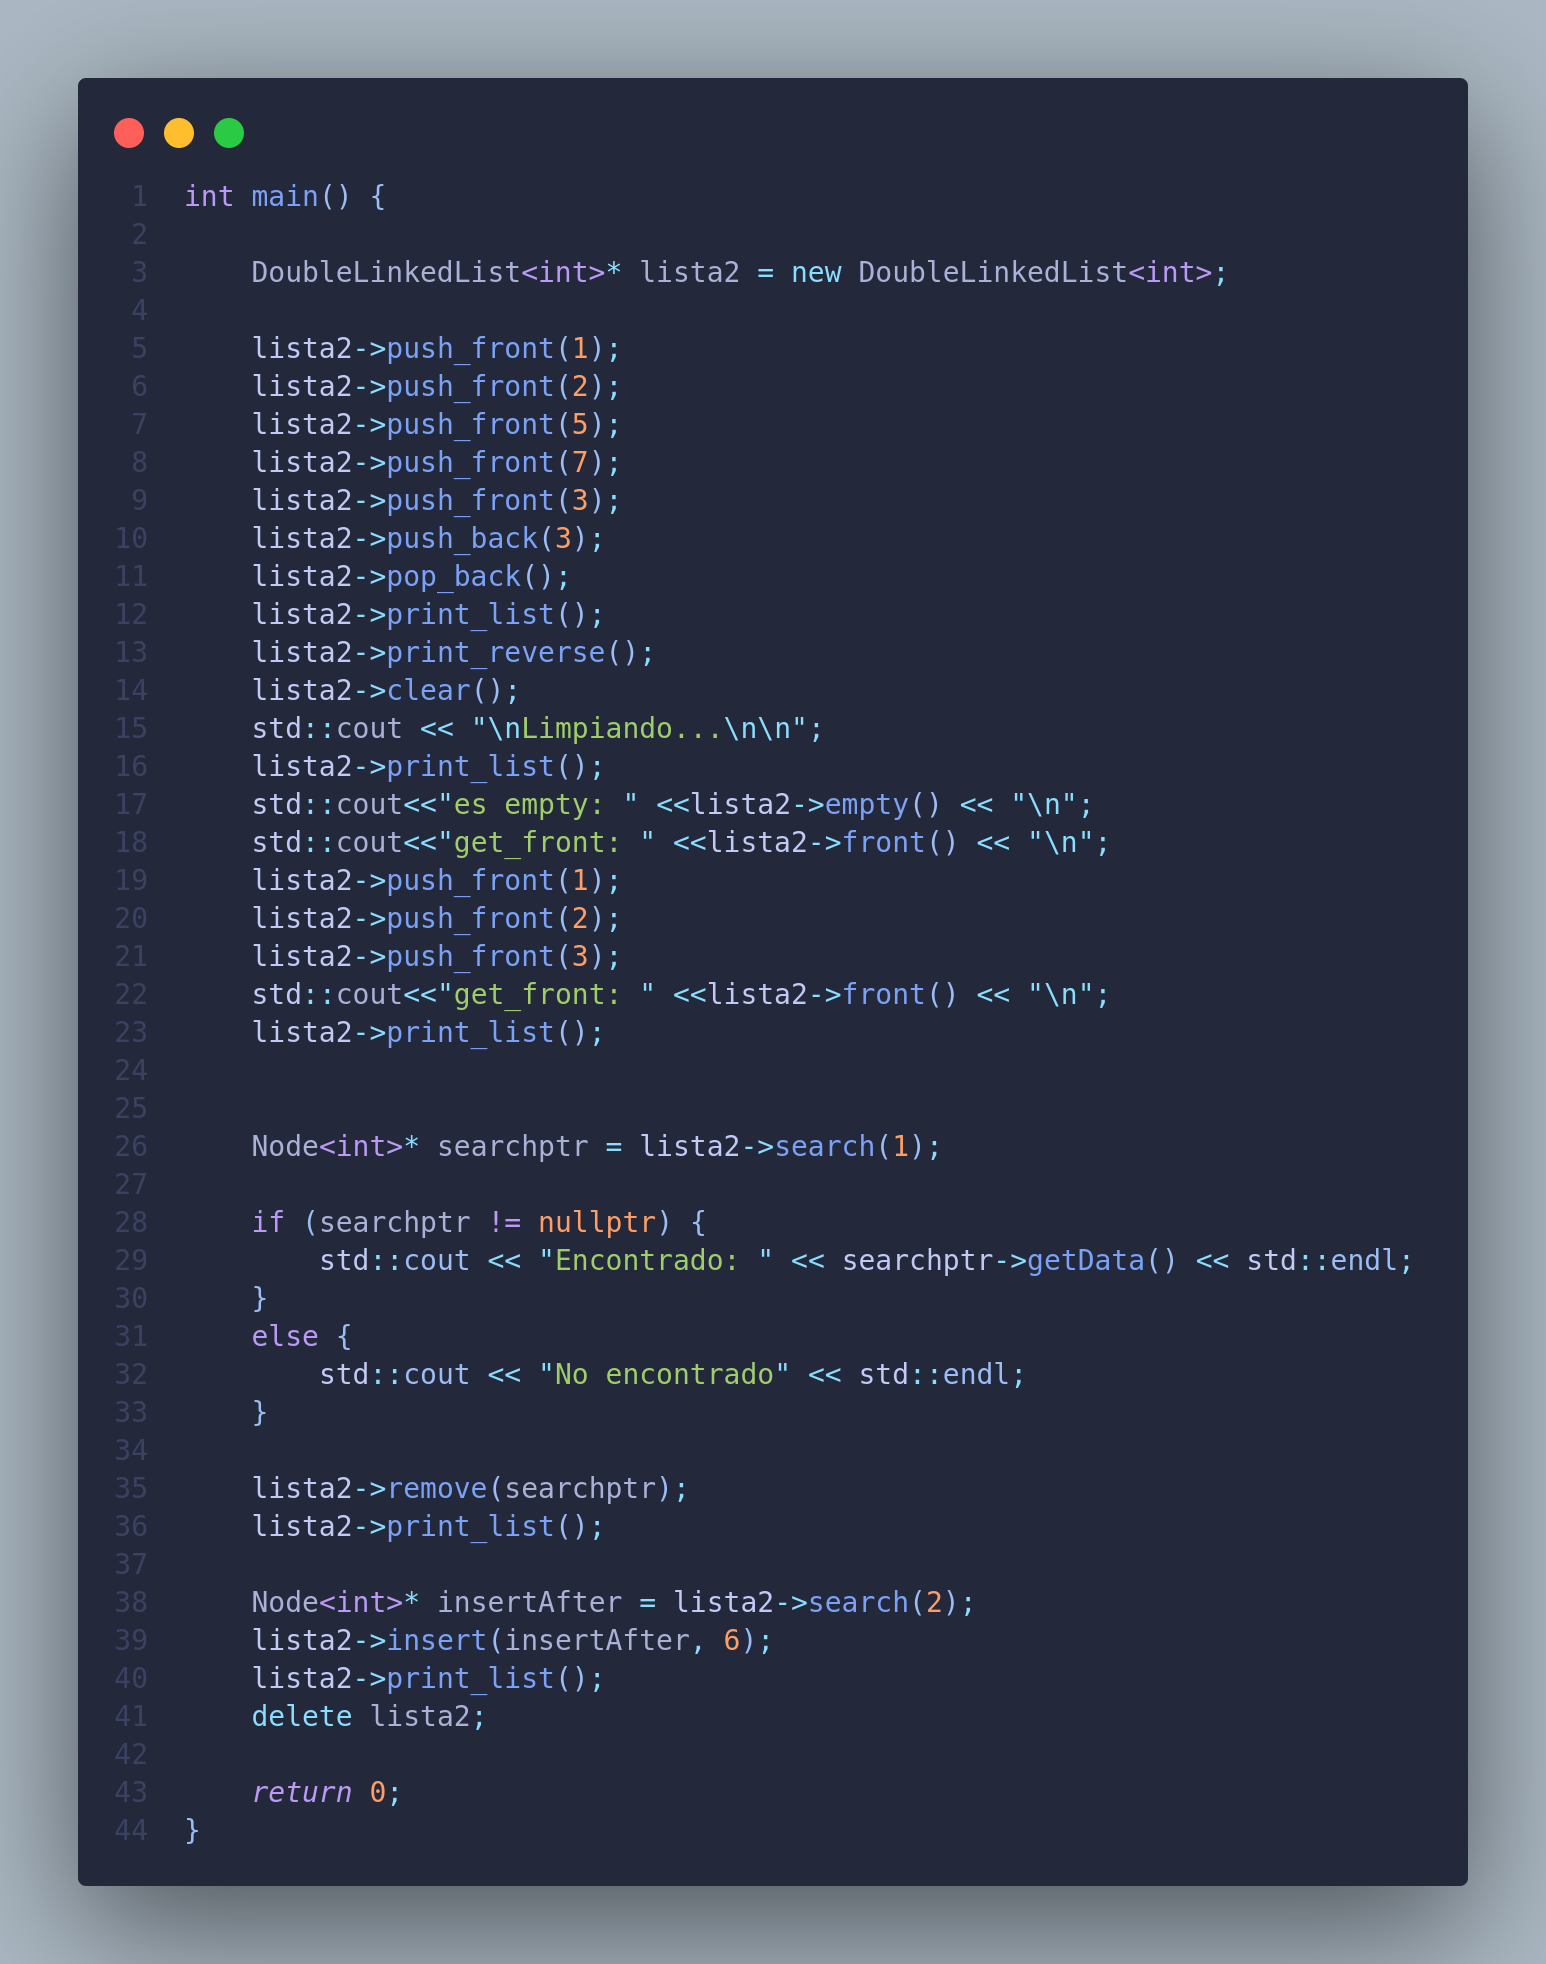 1 int main() {
2
3     DoubleLinkedList<int>* lista2 = new DoubleLinkedList<int>;
4
5     lista2->push_front(1);
6     lista2->push_front(2);
7     lista2->push_front(5);
8     lista2->push_front(7);
9     lista2->push_front(3);
10     lista2->push_back(3);
11     lista2->pop_back();
12     lista2->print_list();
13     lista2->print_reverse();
14     lista2->clear();
15     std::cout << "\nLimpiando...\n\n";
16     lista2->print_list();
17     std::cout<<"es empty: " <<lista2->empty() << "\n";
18     std::cout<<"get_front: " <<lista2->front() << "\n";
19     lista2->push_front(1);
20     lista2->push_front(2);
21     lista2->push_front(3);
22     std::cout<<"get_front: " <<lista2->front() << "\n";
23     lista2->print_list();
24
25
26     Node<int>* searchptr = lista2->search(1);
27
28     if (searchptr != nullptr) {
29         std::cout << "Encontrado: " << searchptr->getData() << std::endl;
30     }
31     else {
32         std::cout << "No encontrado" << std::endl;
33     }
34
35     lista2->remove(searchptr);
36     lista2->print_list();
37
38     Node<int>* insertAfter = lista2->search(2);
39     lista2->insert(insertAfter, 6);
40     lista2->print_list();
41     delete lista2;
42
43     return 0;
44 }